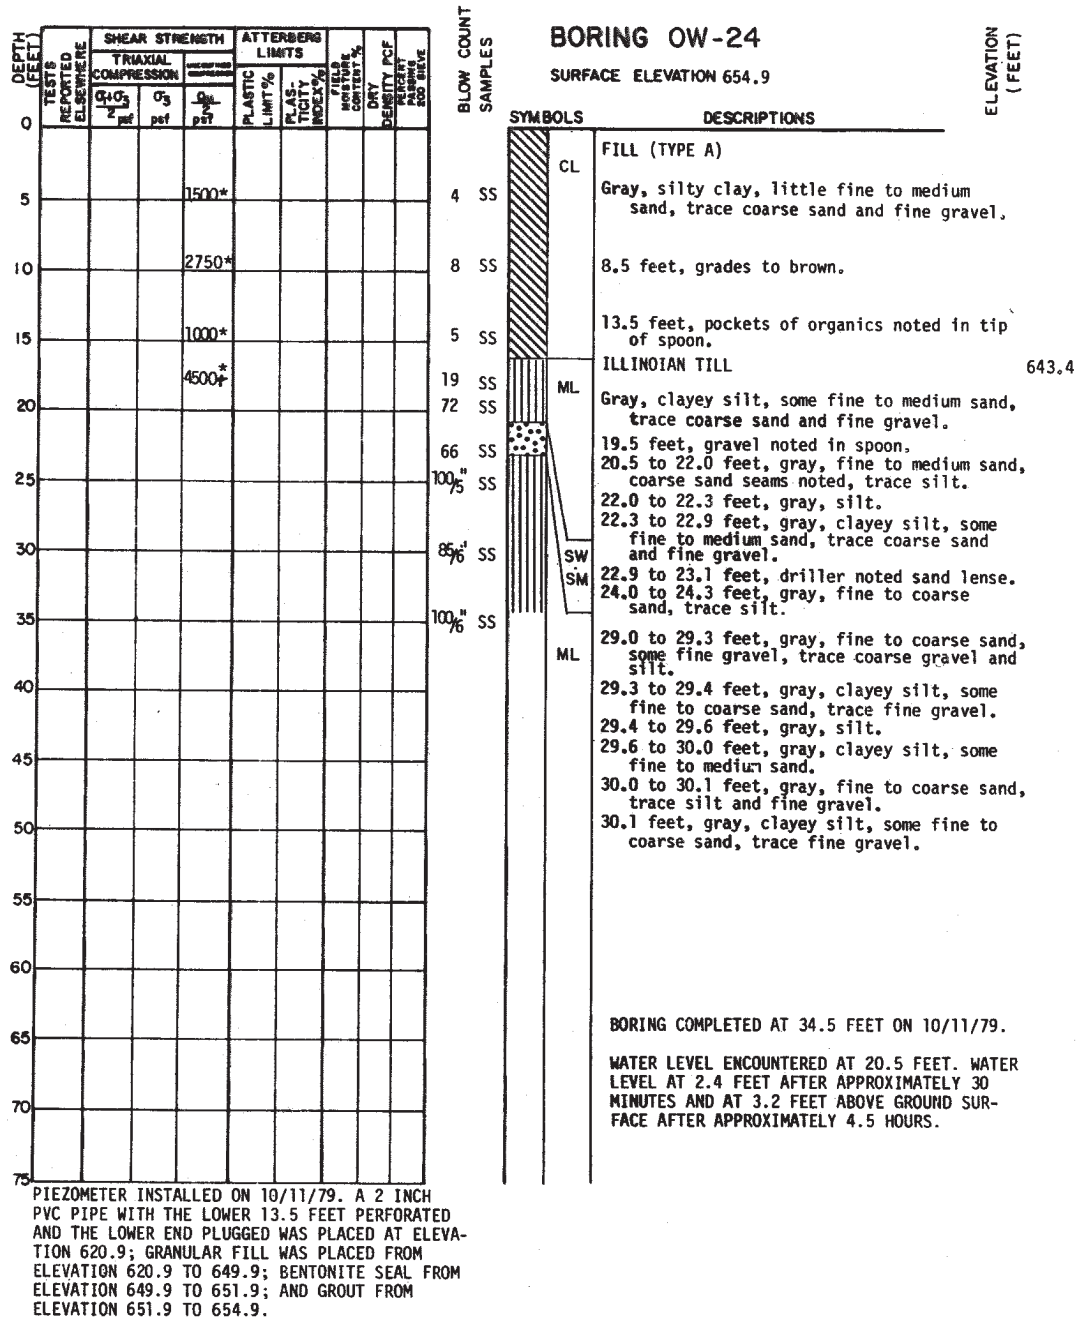 BORING OW-24
SURFACE ELEVATION 654.9
DEPTH (FEET)
TESTS REPORTED ELSEWHERE
SHEAR STRENGTH
TRIAXIAL COMPRESSION
σ3 psf
ATTERBERG LIMITS
PLASTIC LIMIT %
PLAS- TICITY INDEX %
FIELD MOISTURE CONTENT %
DRY DENSITY PCF
PERCENT PASSING 200 SIEVE
BLOW COUNT
SAMPLES
SYMBOLS
DESCRIPTIONS
ELEVATION (FEET)
0
CL
FILL (TYPE A)
Gray, silty clay, little fine to medium
sand, trace coarse sand and fine gravel.
5 1500* 4 SS
10 2750* 8 SS
8.5 feet, grades to brown.
15 1000* 5 SS
13.5 feet, pockets of organics noted in tip
of spoon.
ILLINOIAN TILL 643.4
4500+* 19 SS
ML
20 72 SS
Gray, clayey silt, some fine to medium sand,
trace coarse sand and fine gravel.
19.5 feet, gravel noted in spoon.
66 SS
20.5 to 22.0 feet, gray, fine to medium sand,
coarse sand seams noted, trace silt.
25 100/5" SS
22.0 to 22.3 feet, gray, silt.
22.3 to 22.9 feet, gray, clayey silt, some
fine to medium sand, trace coarse sand
and fine gravel.
30 85/6" SS
SW
SM
22.9 to 23.1 feet, driller noted sand lense.
24.0 to 24.3 feet, gray, fine to coarse
sand, trace silt.
35 100/6" SS
ML
29.0 to 29.3 feet, gray, fine to coarse sand,
some fine gravel, trace coarse gravel and
silt.
40
29.3 to 29.4 feet, gray, clayey silt, some
fine to coarse sand, trace fine gravel.
29.4 to 29.6 feet, gray, silt.
45
29.6 to 30.0 feet, gray, clayey silt, some
fine to medium sand.
30.0 to 30.1 feet, gray, fine to coarse sand,
trace silt and fine gravel.
50
30.1 feet, gray, clayey silt, some fine to
coarse sand, trace fine gravel.
55
60
65
BORING COMPLETED AT 34.5 FEET ON 10/11/79.
WATER LEVEL ENCOUNTERED AT 20.5 FEET. WATER
LEVEL AT 2.4 FEET AFTER APPROXIMATELY 30
MINUTES AND AT 3.2 FEET ABOVE GROUND SUR-
FACE AFTER APPROXIMATELY 4.5 HOURS.
70
75
PIEZOMETER INSTALLED ON 10/11/79. A 2 INCH
PVC PIPE WITH THE LOWER 13.5 FEET PERFORATED
AND THE LOWER END PLUGGED WAS PLACED AT ELEVA-
TION 620.9; GRANULAR FILL WAS PLACED FROM
ELEVATION 620.9 TO 649.9; BENTONITE SEAL FROM
ELEVATION 649.9 TO 651.9; AND GROUT FROM
ELEVATION 651.9 TO 654.9.